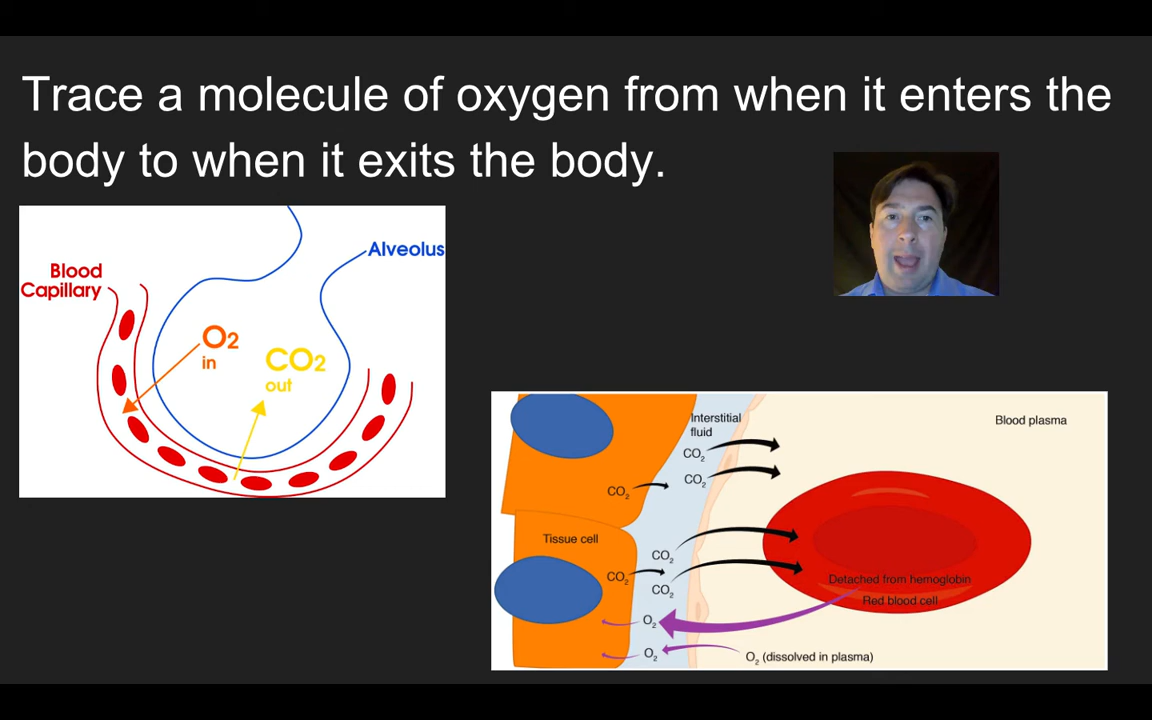 Trace a molecule of oxygen from when it enters the
body to when it exits the body.
Alveolus
Blood
Capillary
O2
in
CO2
out
Interstitial
fluid
Blood plasma
CO2
CO2
CO2
Tissue cell
CO2
CO2
CO2
Detached from hemoglobin
Red blood cell
O2
O2
O2 (dissolved in plasma)